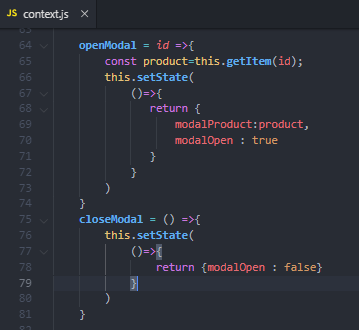 JS context.js ×
63
64 openModal = id =>{
65 const product=this.getItem(id);
66 this.setState(
67 ()=>{
68 return {
69 modalProduct:product,
70 modalOpen : true
71 }
72 }
73 )
74 }
75 closeModal = () =>{
76 this.setState(
77 ()=>{
78 return {modalOpen : false}
79 }
80 )
81 }